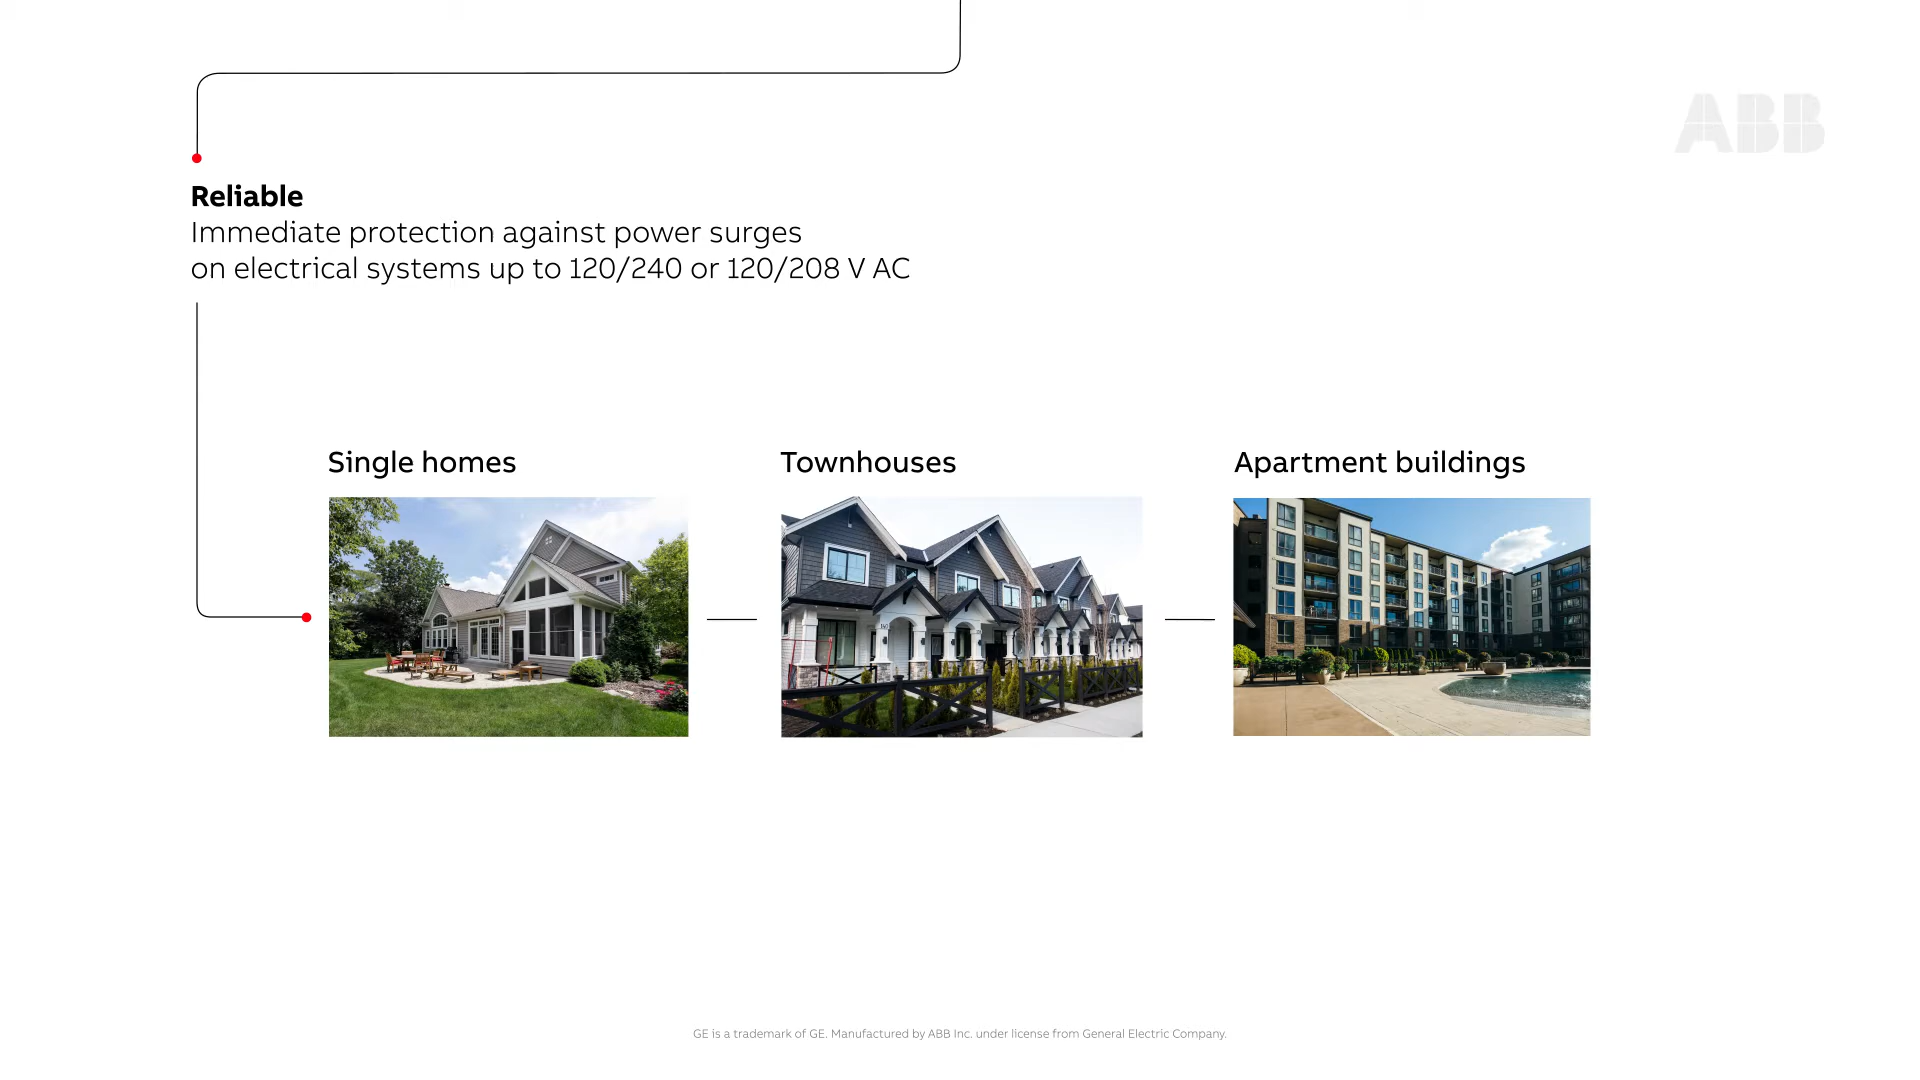 ABB
Reliable
Immediate protection against power surges
on electrical systems up to 120/240 or 120/208 V AC
Single homes
Townhouses
Apartment buildings
GE is a trademark of GE. Manufactured by ABB Inc. under license from General Electric Company.